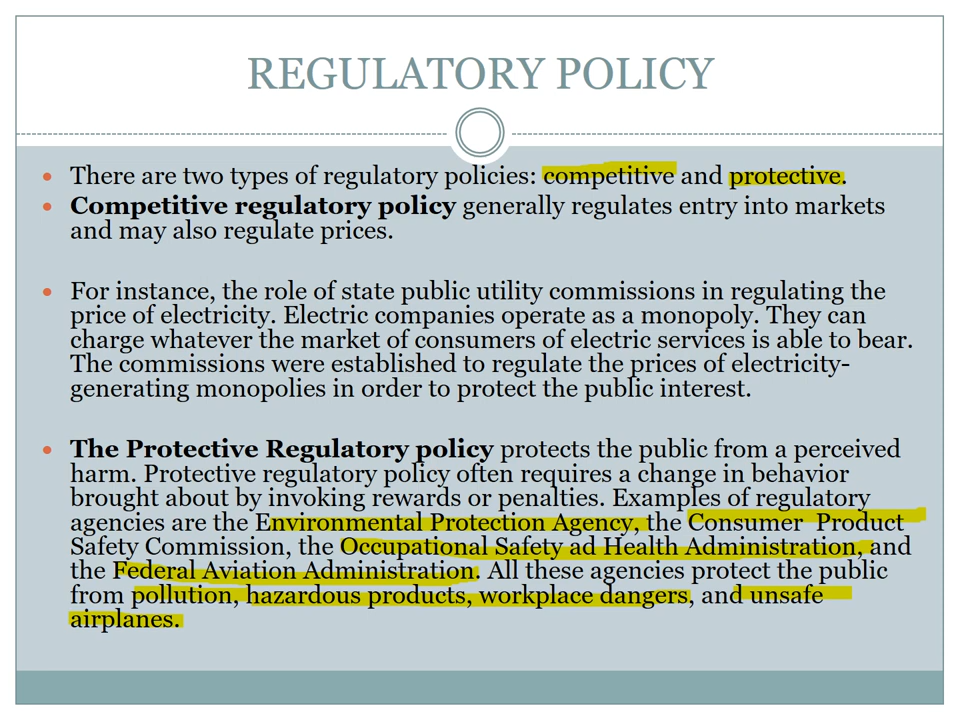 REGULATORY POLICY
• There are two types of regulatory policies: competitive and protective.
• Competitive regulatory policy generally regulates entry into markets
and may also regulate prices.
• For instance, the role of state public utility commissions in regulating the
price of electricity. Electric companies operate as a monopoly. They can
charge whatever the market of consumers of electric services is able to bear.
The commissions were established to regulate the prices of electricity-
generating monopolies in order to protect the public interest.
• The Protective Regulatory policy protects the public from a perceived
harm. Protective regulatory policy often requires a change in behavior
brought about by invoking rewards or penalties. Examples of regulatory
agencies are the Environmental Protection Agency, the Consumer Product
Safety Commission, the Occupational Safety ad Health Administration, and
the Federal Aviation Administration. All these agencies protect the public
from pollution, hazardous products, workplace dangers, and unsafe
airplanes.